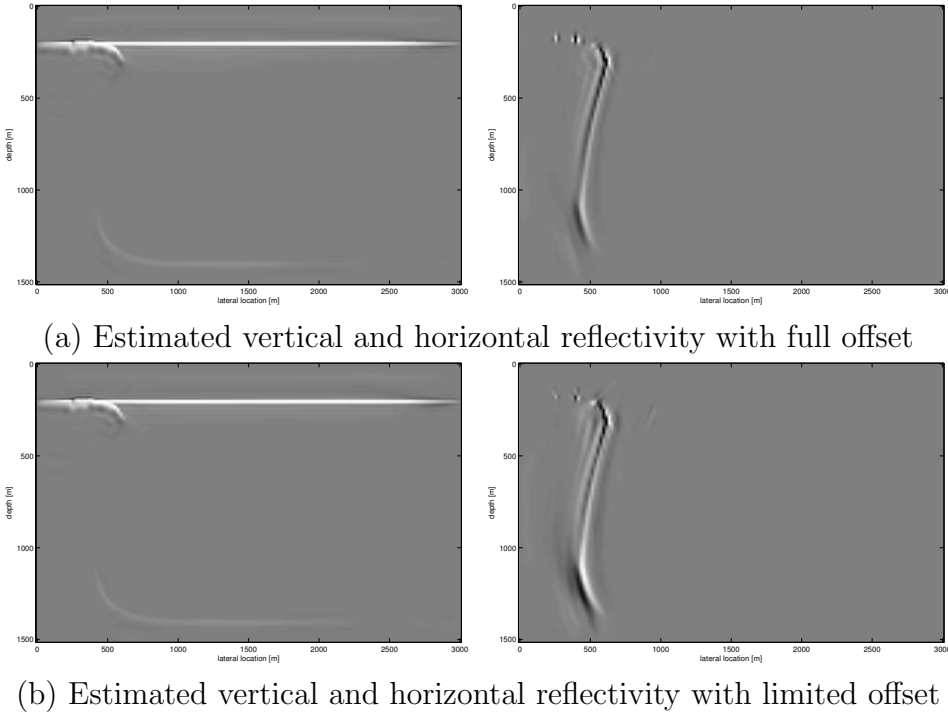 0
500
1000
1500
depth [m]
0 500 1000 1500 2000 2500 3000
lateral location [m]
0
500
1000
1500
depth [m]
0 500 1000 1500 2000 2500 3000
lateral location [m]
(a) Estimated vertical and horizontal reflectivity with full offset
0
500
1000
1500
depth [m]
0 500 1000 1500 2000 2500 3000
lateral location [m]
0
500
1000
1500
depth [m]
0 500 1000 1500 2000 2500 3000
lateral location [m]
(b) Estimated vertical and horizontal reflectivity with limited offset